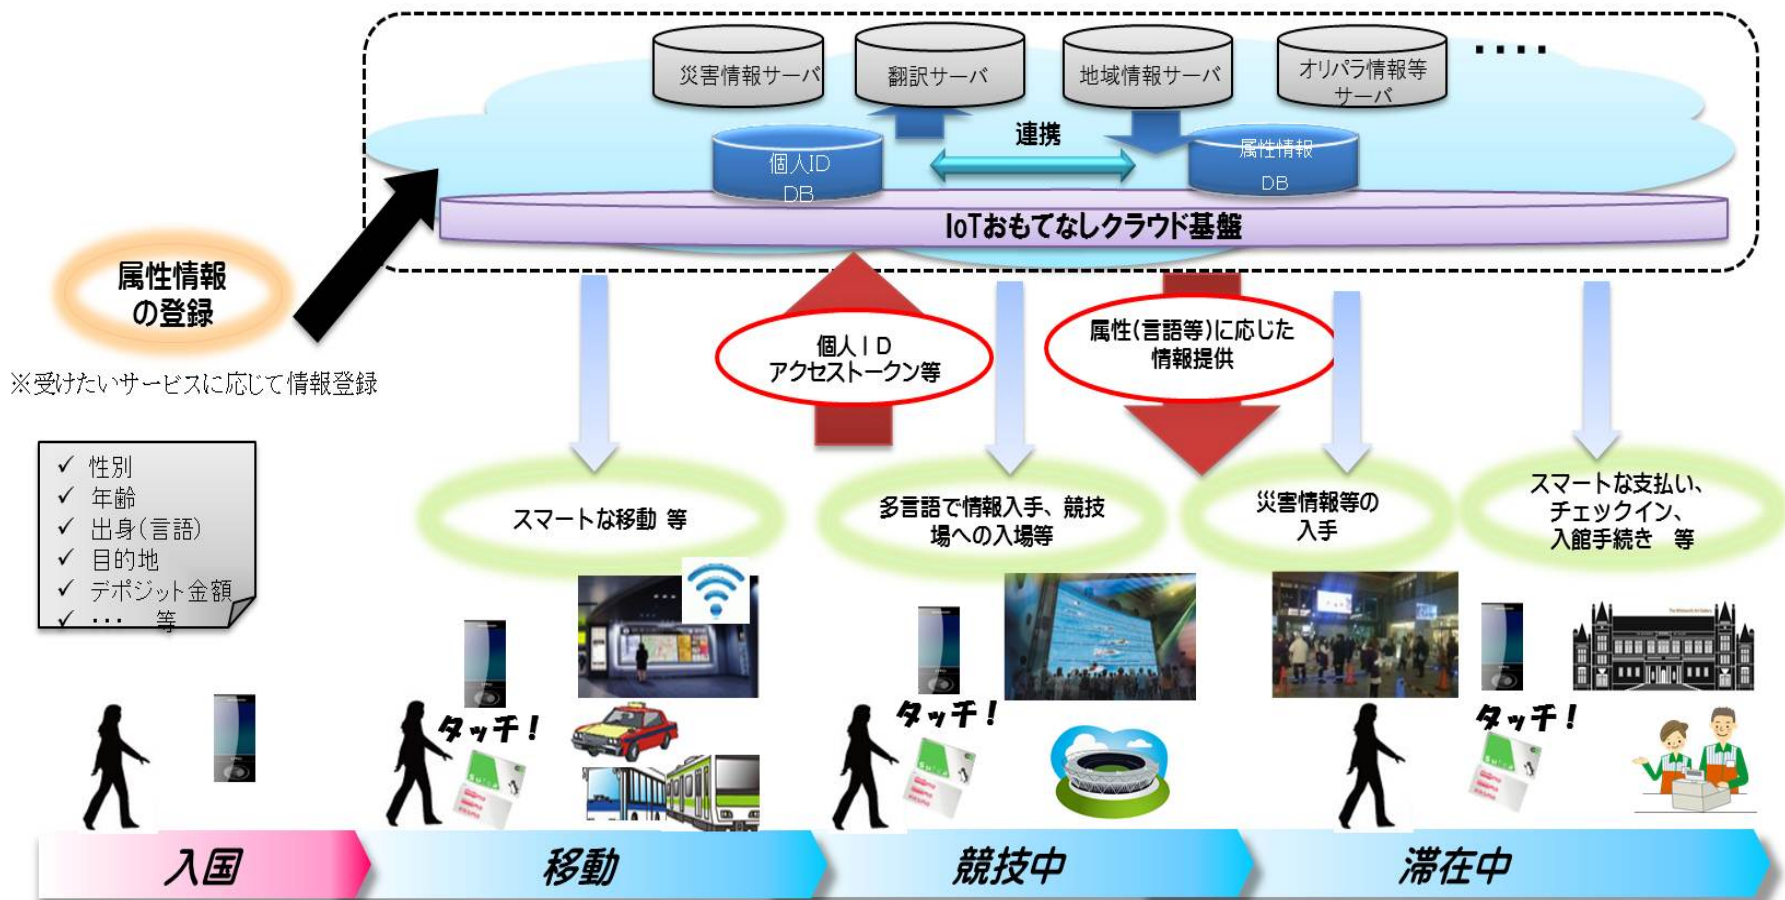 災害情報サーバ
翻訳サーバ
地域情報サーバ
オリパラ情報等
サーバ
････
個人ID
DB
連携
属性情報
DB
IoTおもてなしクラウド基盤
属性情報
の登録
※受けたいサービスに応じて情報登録
個人ＩＤ
アクセストークン等
属性(言語等)に応じた
情報提供
✓ 性別
✓ 年齢
✓ 出身(言語)
✓ 目的地
✓ デポジット金額
✓ ･･･ 等
スマートな移動 等
多言語で情報入手、競技
場への入場等
災害情報等の
入手
スマートな支払い、
チェックイン、
入館手続き 等
タッチ！
タッチ！
タッチ！
入国
移動
競技中
滞在中